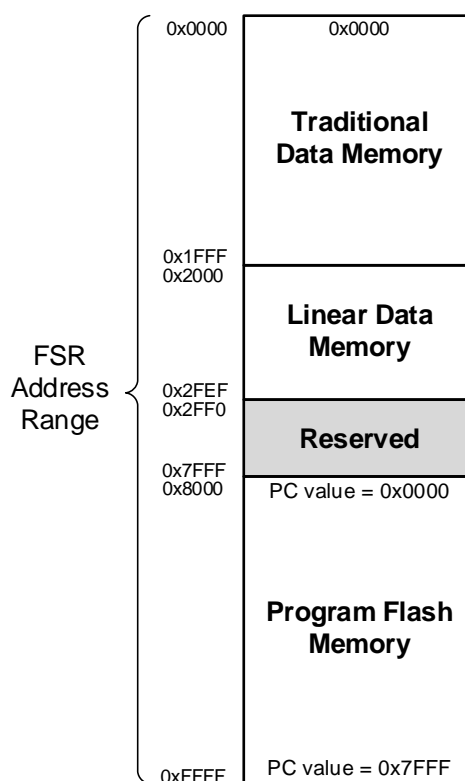 0x0000 0x0000
Traditional
Data Memory
0x1FFF
0x2000
Linear Data
Memory
FSR
Address
Range
0x2FEF
0x2FF0
Reserved
0x7FFF
0x8000 PC value = 0x0000
Program Flash
Memory
PC value = 0x7FFF
0xFFFF